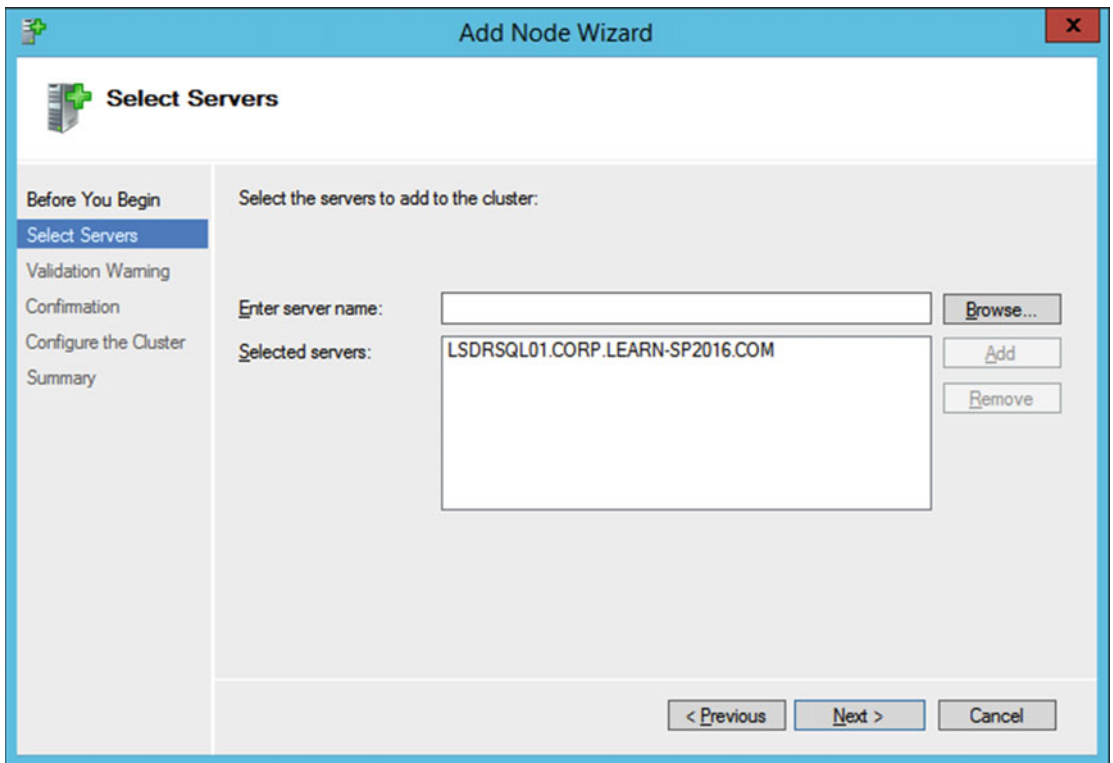 Add Node Wizard
x
Select Servers
Before You Begin
Select Servers
Validation Warning
Confirmation
Configure the Cluster
Summary
Select the servers to add to the cluster:
Enter server name:
Browse...
Selected servers:
LSDRSQL01.CORP.LEARN-SP2016.COM
Add
Remove
< Previous
Next >
Cancel